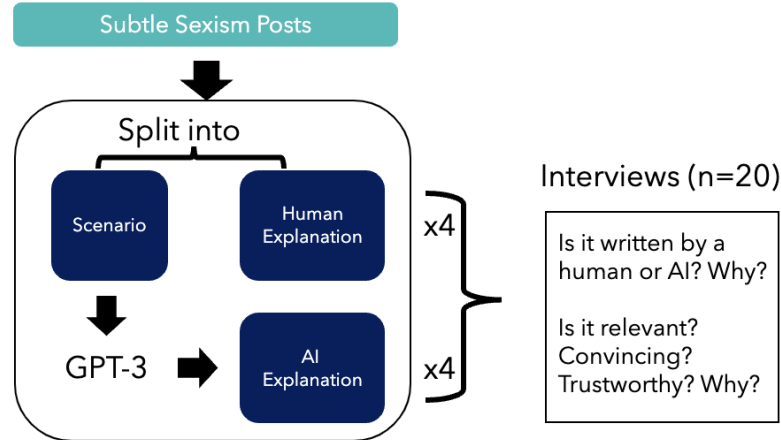 Subtle Sexism Posts
Split into
Scenario
Human
Explanation
x4
GPT-3
AI
Explanation
x4
Interviews (n=20)
Is it written by a
human or AI? Why?
Is it relevant?
Convincing?
Trustworthy? Why?